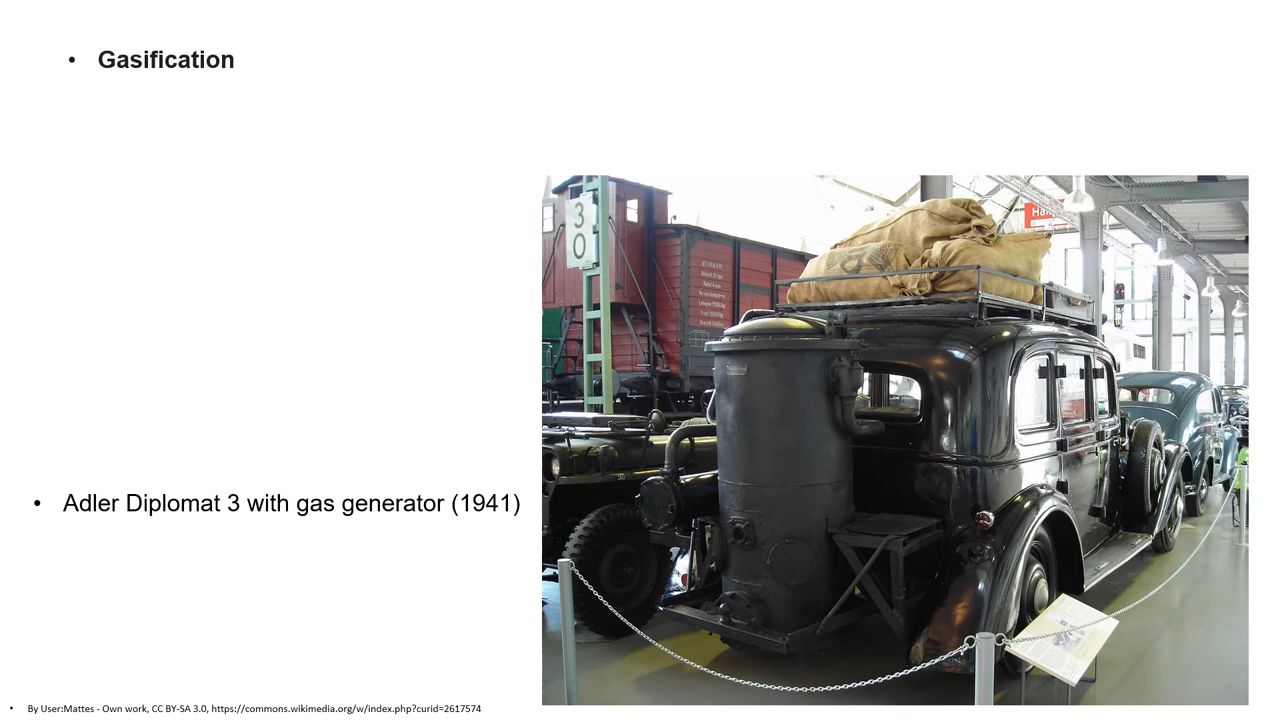 • Gasification
30
• Adler Diplomat 3 with gas generator (1941)
• By User:Mattes - Own work, CC BY-SA 3.0, https://commons.wikimedia.org/w/index.php?curid=2617574